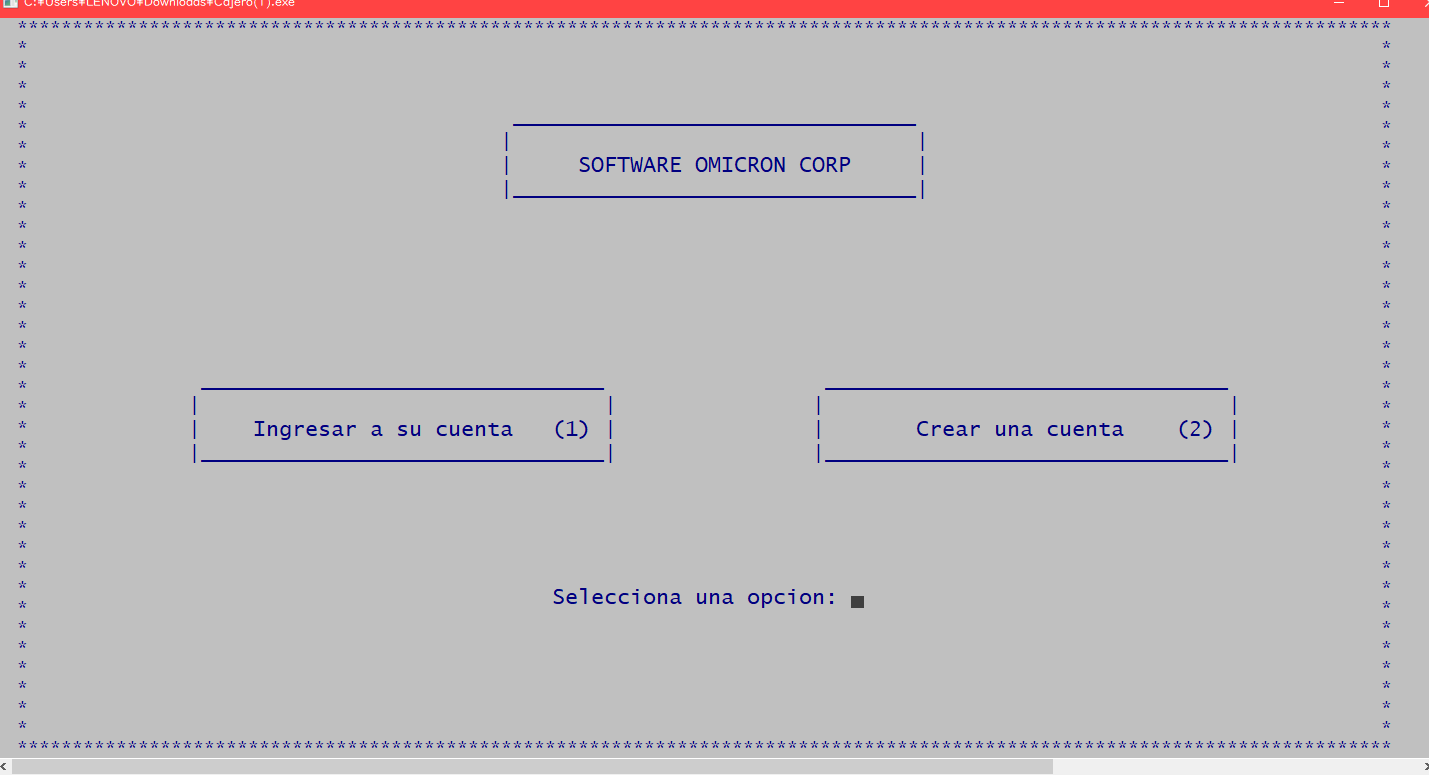 C:¥Users¥LENOVO¥Downloads¥Cajero(1).exe
SOFTWARE OMICRON CORP
Ingresar a su cuenta (1)
Crear una cuenta (2)
Selecciona una opcion: